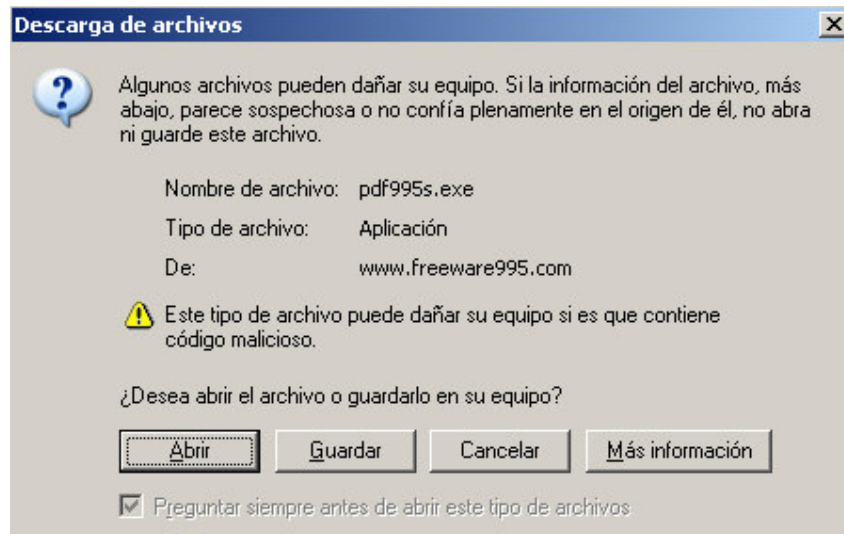 Descarga de archivos
Algunos archivos pueden dañar su equipo. Si la información del archivo, más
abajo, parece sospechosa o no confía plenamente en el origen de él, no abra
ni guarde este archivo.
Nombre de archivo: pdf995s.exe
Tipo de archivo: Aplicación
De: www.freeware995.com
Este tipo de archivo puede dañar su equipo si es que contiene
código malicioso.
¿Desea abrir el archivo o guardarlo en su equipo?
Abrir Guardar Cancelar Más información
Preguntar siempre antes de abrir este tipo de archivos